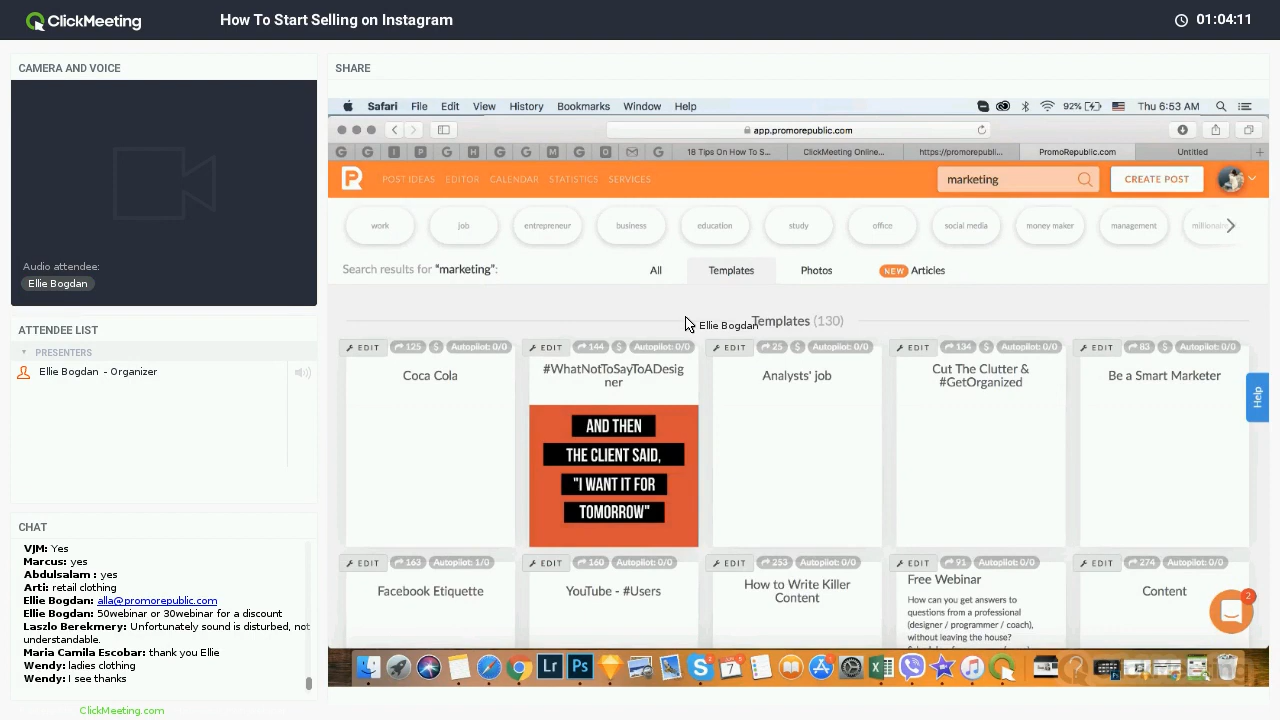 ClickMeeting
How To Start Selling on Instagram
01:04:11
CAMERA AND VOICE
Audio attendee:
Ellie Bogdan
ATTENDEE LIST
PRESENTERS
Ellie Bogdan - Organizer
CHAT
VJM: Yes
Marcus: yes
Abdulsalam : yes
Arti: retail clothing
Ellie Bogdan: alla@promorepublic.com
Ellie Bogdan: 50webinar or 30webinar for a discount
Laszlo Berekmery: Unfortunately sound is disturbed, not
understandable.
Maria Camila Escobar: thank you Ellie
Wendy: ladies clothing
Wendy: I see thanks
ClickMeeting.com
SHARE
Safari File Edit View History Bookmarks Window Help
92% Thu 6:53 AM
app.promorepublic.com
18 Tips On How To S... ClickMeeting Online... https://promorepubli... PromoRepublic.com Untitled
POST IDEAS EDITOR CALENDAR STATISTICS SERVICES marketing CREATE POST
work job entrepreneur business education study office social media money maker management
Search results for "marketing": All Templates Photos NEW Articles
Ellie Bogdan Templates (130)
EDIT 125 $ Autopilot: 0/0 EDIT 144 $ Autopilot: 0/0 EDIT 25 $ Autopilot: 0/0 EDIT 134 $ Autopilot: 0/0 EDIT 83 $ Autopilot: 0/0
Coca Cola
#WhatNotToSayToADesig
ner
AND THEN
THE CLIENT SAID,
"I WANT IT FOR
TOMORROW"
Analysts' job
Cut The Clutter &
#GetOrganized
Be a Smart Marketer
Help
EDIT 163 Autopilot: 1/0 EDIT 160 Autopilot: 0/0 EDIT 253 Autopilot: 0/0 EDIT 91 Autopilot: 0/0 EDIT 274 Autopilot: 0/0
Facebook Etiquette
YouTube - #Users
How to Write Killer
Content
Free Webinar
How can you get answers to
questions from a professional
(designer / programmer / coach),
without leaving the house?
Content
2
Lr Ps 7